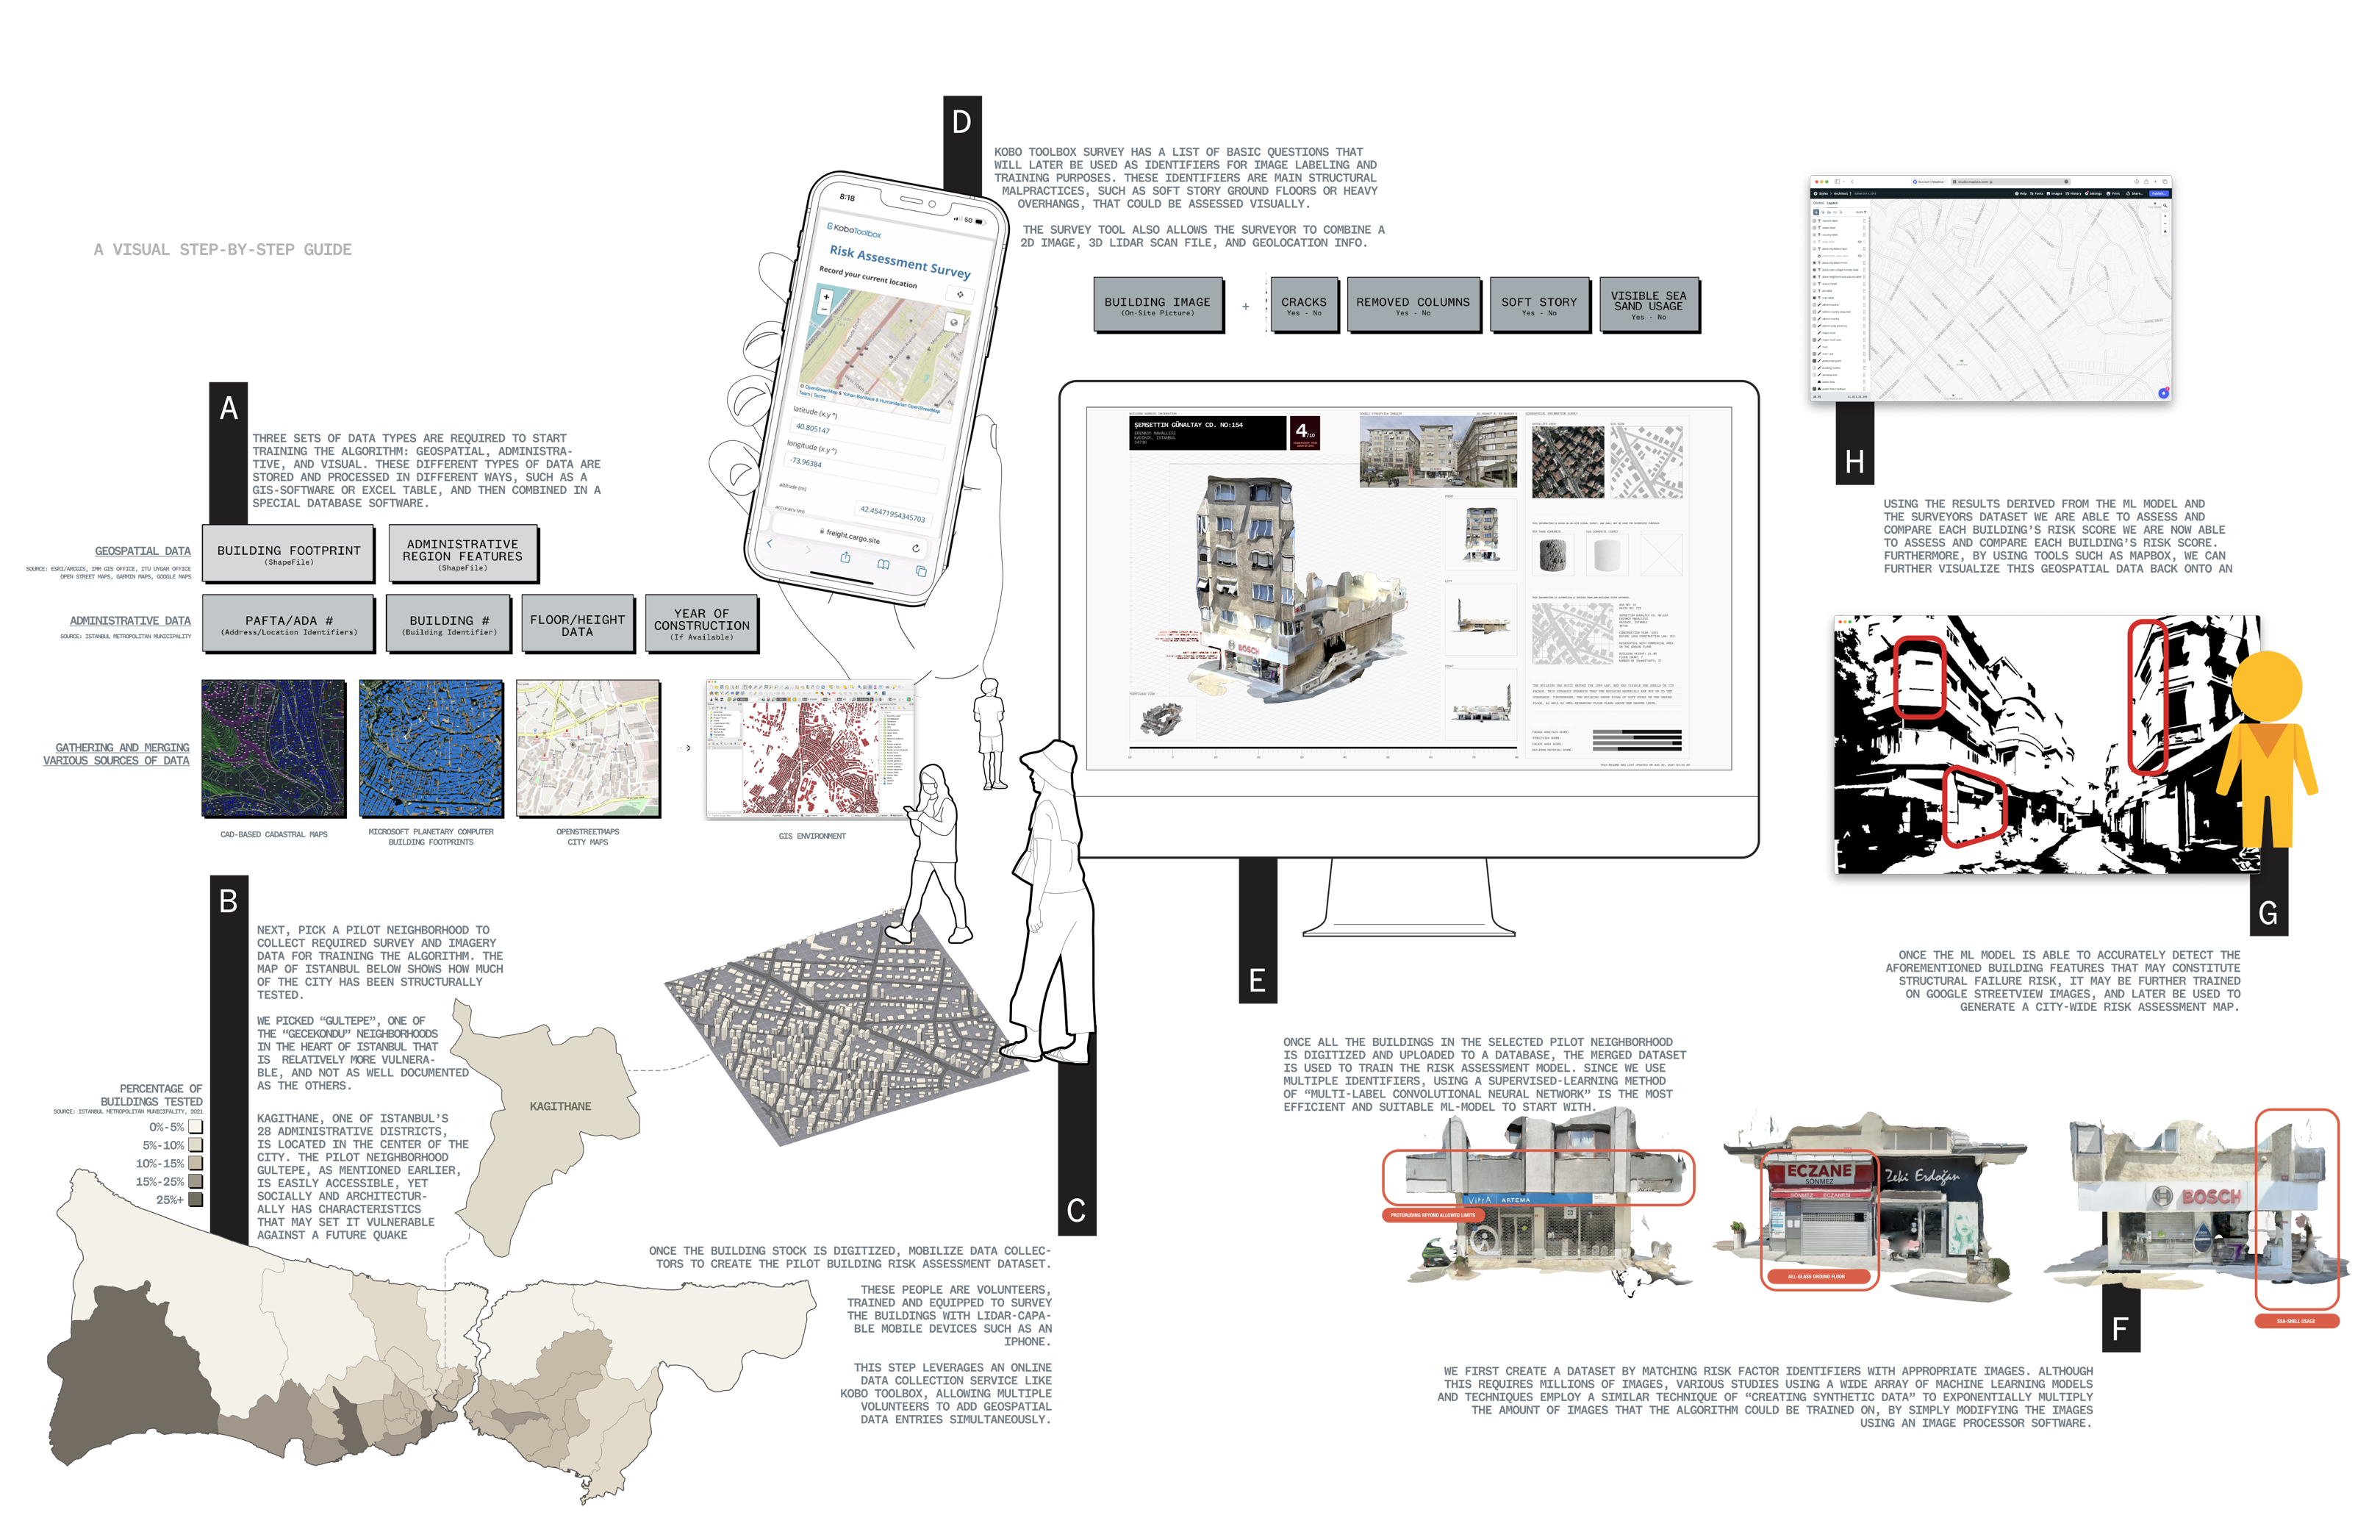 A VISUAL STEP-BY-STEP GUIDE
A
THREE SETS OF DATA TYPES ARE REQUIRED TO START
TRAINING THE ALGORITHM: GEOSPATIAL, ADMINISTRA-
TIVE, AND VISUAL. THESE DIFFERENT TYPES OF DATA ARE
STORED AND PROCESSED IN DIFFERENT WAYS, SUCH AS A
GIS-SOFTWARE OR EXCEL TABLE, AND THEN COMBINED IN A
SPECIAL DATABASE SOFTWARE.
GEOSPATIAL DATA
SOURCE: ESRI/ARCGIS, IMM GIS OFFICE, ITU UYGAR OFFICE
OPEN STREET MAPS, GARMIN MAPS, GOOGLE MAPS
BUILDING FOOTPRINT
(ShapeFile)
ADMINISTRATIVE
REGION FEATURES
(ShapeFile)
ADMINISTRATIVE DATA
SOURCE: ISTANBUL METROPOLITAN MUNICIPALITY
PAFTA/ADA #
(Address/Location Identifiers)
BUILDING #
(Building Identifier)
FLOOR/HEIGHT
DATA
YEAR OF
CONSTRUCTION
(If Available)
GATHERING AND MERGING
VARIOUS SOURCES OF DATA
CAD-BASED CADASTRAL MAPS
MICROSOFT PLANETARY COMPUTER
BUILDING FOOTPRINTS
OPENSTREETMAPS
CITY MAPS
GIS ENVIRONMENT
B
NEXT, PICK A PILOT NEIGHBORHOOD TO
COLLECT REQUIRED SURVEY AND IMAGERY
DATA FOR TRAINING THE ALGORITHM. THE
MAP OF ISTANBUL BELOW SHOWS HOW MUCH
OF THE CITY HAS BEEN STRUCTURALLY
TESTED.
WE PICKED “GULTEPE”, ONE OF
THE “GECEKONDU” NEIGHBORHOODS
IN THE HEART OF ISTANBUL THAT
IS RELATIVELY MORE VULNERA-
BLE, AND NOT AS WELL DOCUMENTED
AS THE OTHERS.
KAGITHANE, ONE OF ISTANBUL’S
28 ADMINISTRATIVE DISTRICTS,
IS LOCATED IN THE CENTER OF THE
CITY. THE PILOT NEIGHBORHOOD
GULTEPE, AS MENTIONED EARLIER,
IS EASILY ACCESSIBLE, YET
SOCIALLY AND ARCHITECTUR-
ALLY HAS CHARACTERISTICS
THAT MAY SET IT VULNERABLE
AGAINST A FUTURE QUAKE
PERCENTAGE OF
BUILDINGS TESTED
SOURCE: ISTANBUL METROPOLITAN MUNICIPALITY, 2021
0%-5%
5%-10%
10%-15%
15%-25%
25%+
KAGITHANE
C
ONCE THE BUILDING STOCK IS DIGITIZED, MOBILIZE DATA COLLEC-
TORS TO CREATE THE PILOT BUILDING RISK ASSESSMENT DATASET.
THESE PEOPLE ARE VOLUNTEERS,
TRAINED AND EQUIPPED TO SURVEY
THE BUILDINGS WITH LIDAR-CAPA-
BLE MOBILE DEVICES SUCH AS AN
IPHONE.
THIS STEP LEVERAGES AN ONLINE
DATA COLLECTION SERVICE LIKE
KOBO TOOLBOX, ALLOWING MULTIPLE
VOLUNTEERS TO ADD GEOSPATIAL
DATA ENTRIES SIMULTANEOUSLY.
D
KOBO TOOLBOX SURVEY HAS A LIST OF BASIC QUESTIONS THAT
WILL LATER BE USED AS IDENTIFIERS FOR IMAGE LABELING AND
TRAINING PURPOSES. THESE IDENTIFIERS ARE MAIN STRUCTURAL
MALPRACTICES, SUCH AS SOFT STORY GROUND FLOORS OR HEAVY
OVERHANGS, THAT COULD BE ASSESSED VISUALLY.
THE SURVEY TOOL ALSO ALLOWS THE SURVEYOR TO COMBINE A
2D IMAGE, 3D LIDAR SCAN FILE, AND GEOLOCATION INFO.
8:18
5G
KoboToolbox
Risk Assessment Survey
Record your current location
+
−
© OpenStreetMap & Yohan Boniface & Humanitarian OpenStreetMap
Team | Terms
latitude (x.y °)
40.805147
longitude (x.y °)
-73.96384
altitude (m)
42.45471954345703
accuracy (m)
freight.cargo.site
BUILDING IMAGE
(On-Site Picture)
+
CRACKS
Yes - No
REMOVED COLUMNS
Yes - No
SOFT STORY
Yes - No
VISIBLE SEA
SAND USAGE
Yes - No
ŞEMSETTIN GÜNALTAY CD. NO:154
ERENKOY MAHALLESI
KADIKOY, ISTANBUL
34738
4/10
BOSCH
E
ONCE ALL THE BUILDINGS IN THE SELECTED PILOT NEIGHBORHOOD
IS DIGITIZED AND UPLOADED TO A DATABASE, THE MERGED DATASET
IS USED TO TRAIN THE RISK ASSESSMENT MODEL. SINCE WE USE
MULTIPLE IDENTIFIERS, USING A SUPERVISED-LEARNING METHOD
OF “MULTI-LABEL CONVOLUTIONAL NEURAL NETWORK” IS THE MOST
EFFICIENT AND SUITABLE ML-MODEL TO START WITH.
VitrA | ARTEMA
PROTURUDING BEYOND ALLOWED LIMITS
ECZANE
SÖNMEZ
SÖNMEZ ECZANESİ
Zeki Erdoğan
ALL-GLASS GROUND FLOOR
BOSCH
SEA-SHELL USAGE
F
WE FIRST CREATE A DATASET BY MATCHING RISK FACTOR IDENTIFIERS WITH APPROPRIATE IMAGES. ALTHOUGH
THIS REQUIRES MILLIONS OF IMAGES, VARIOUS STUDIES USING A WIDE ARRAY OF MACHINE LEARNING MODELS
AND TECHNIQUES EMPLOY A SIMILAR TECHNIQUE OF “CREATING SYNTHETIC DATA” TO EXPONENTIALLY MULTIPLY
THE AMOUNT OF IMAGES THAT THE ALGORITHM COULD BE TRAINED ON, BY SIMPLY MODIFYING THE IMAGES
USING AN IMAGE PROCESSOR SOFTWARE.
G
ONCE THE ML MODEL IS ABLE TO ACCURATELY DETECT THE
AFOREMENTIONED BUILDING FEATURES THAT MAY CONSTITUTE
STRUCTURAL FAILURE RISK, IT MAY BE FURTHER TRAINED
ON GOOGLE STREETVIEW IMAGES, AND LATER BE USED TO
GENERATE A CITY-WIDE RISK ASSESSMENT MAP.
H
USING THE RESULTS DERIVED FROM THE ML MODEL AND
THE SURVEYORS DATASET WE ARE ABLE TO ASSESS AND
COMPARE EACH BUILDING’S RISK SCORE WE ARE NOW ABLE
TO ASSESS AND COMPARE EACH BUILDING’S RISK SCORE.
FURTHERMORE, BY USING TOOLS SUCH AS MAPBOX, WE CAN
FURTHER VISUALIZE THIS GEOSPATIAL DATA BACK ONTO AN